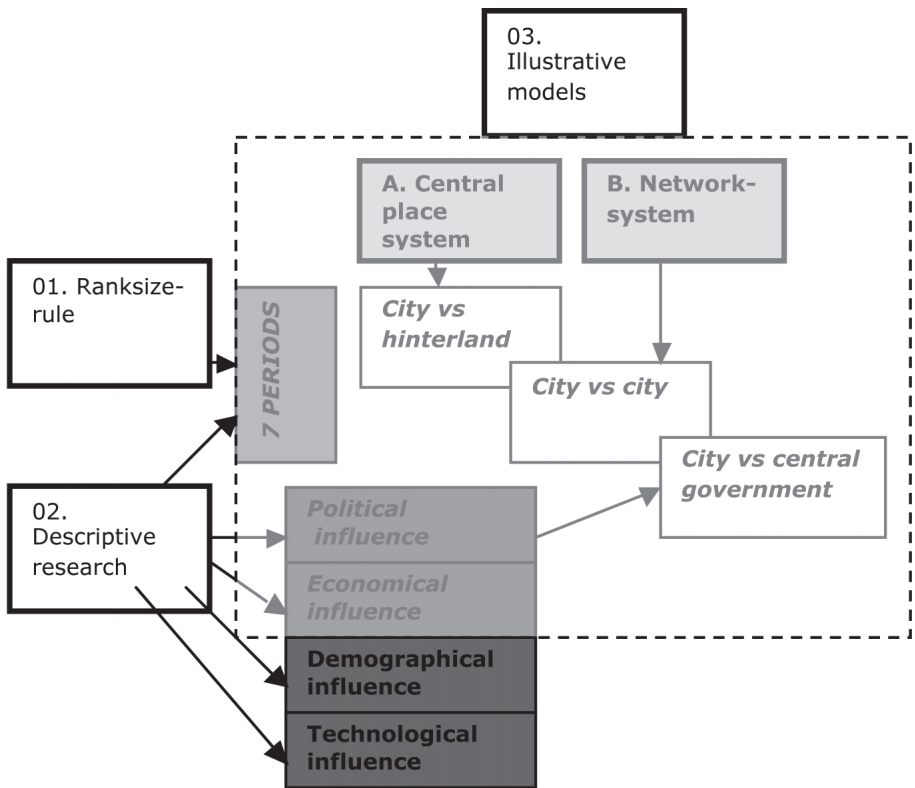 03.
Illustrative
models
A. Central
place
system
B. Network-
system
01. Ranksize-
rule
7 PERIODS
City vs
hinterland
City vs city
City vs central
government
02.
Descriptive
research
Political
influence
Economical
influence
Demographical
influence
Technological
influence